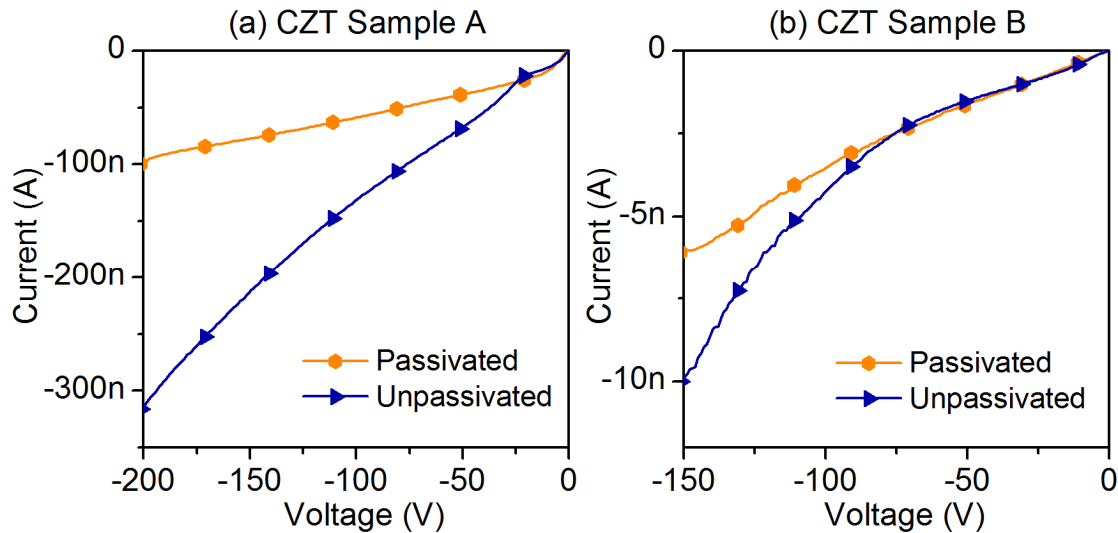 (a) CZT Sample A
0
-100n
-200n
-300n
Current (A)
Passivated
Unpassivated
-200 -150 -100 -50 0
Voltage (V)
(b) CZT Sample B
0
-5n
-10n
Current (A)
Passivated
Unpassivated
-150 -100 -50 0
Voltage (V)